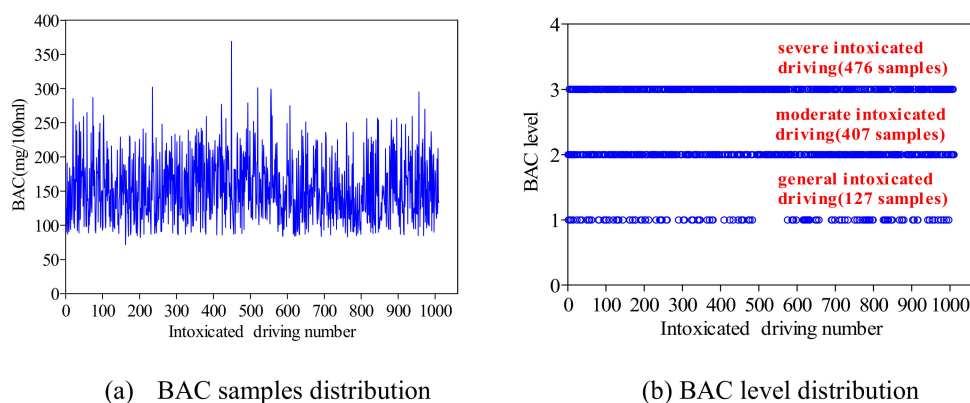 400
350
300
250
200
150
100
50
0
BAC(mg/100ml)
0 100 200 300 400 500 600 700 800 900 1000
Intoxicated driving number
(a) BAC samples distribution
4
3
2
1
0
BAC level
severe intoxicated
driving(476 samples)
moderate intoxicated
driving(407 samples)
general intoxicated
driving(127 samples)
0 100 200 300 400 500 600 700 800 900 1000
Intoxicated driving number
(b) BAC level distribution